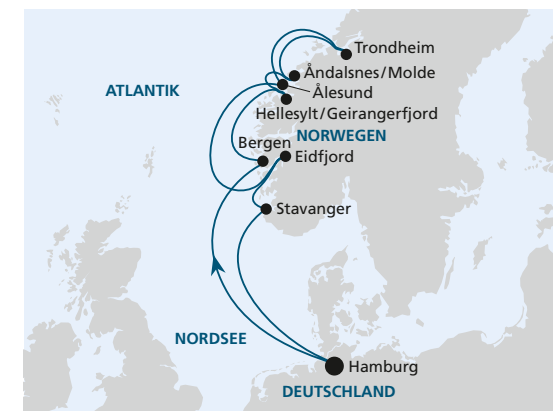 Trondheim
Åndalsnes/Molde
ATLANTIK
Ålesund
Hellesylt/Geirangerfjord
NORWEGEN
Bergen
Eidfjord
Stavanger
NORDSEE
Hamburg
DEUTSCHLAND